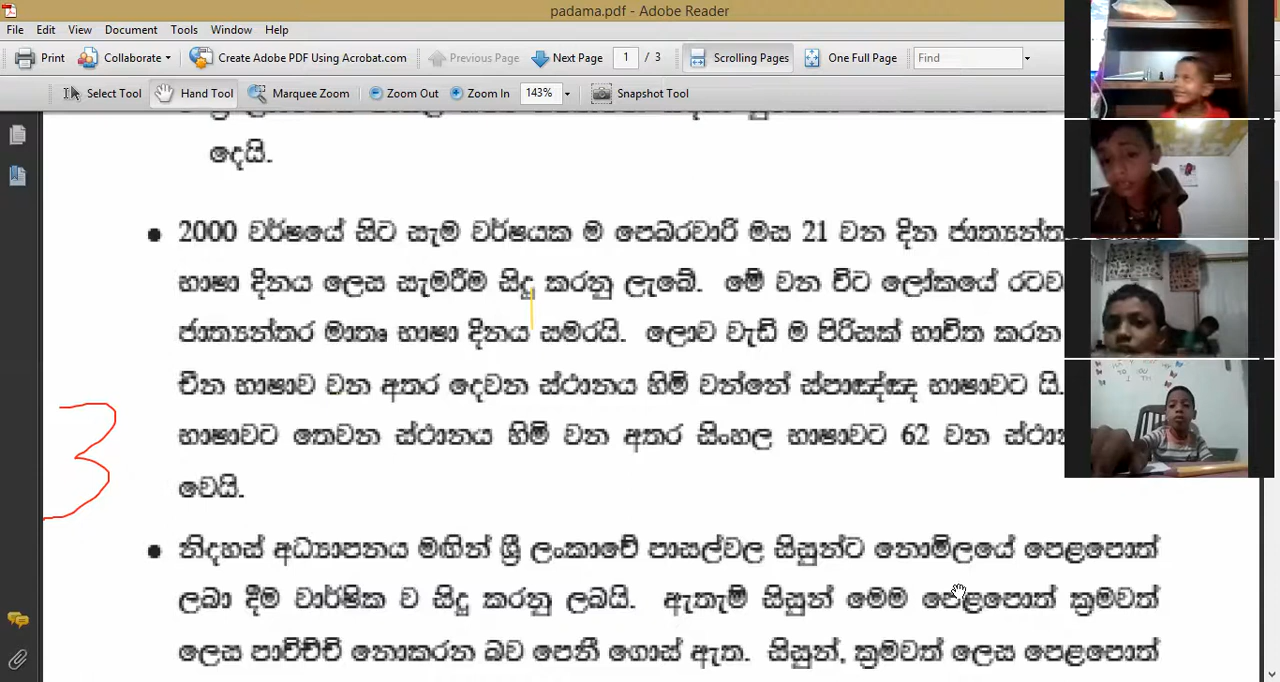 padama.pdf - Adobe Reader
File Edit View Document Tools Window Help
Print Collaborate Create Adobe PDF Using Acrobat.com Previous Page Next Page 1 / 3 Scrolling Pages One Full Page Find
Select Tool Hand Tool Marquee Zoom Zoom Out Zoom In 143% Snapshot Tool
දෙයි.
• 2000 වර්ෂයේ සිට සැම වර්ෂයක ම පෙබරවාරි මස 21 වන දින
භාෂා දිනය ලෙස සැමරීම සිදු කරනු ලැබේ. මේ වන විට ලෝකයේ
ජාත්‍යන්තර මාතෘ භාෂා දිනය සමරයි. ලොව වැඩි ම පිරිසක් භාවිත කරන
චීන භාෂාව වන අතර දෙවන ස්ථානය හිමි වන්නේ ස්පාඤ්ඤ භාෂාවට යි.
3
භාෂාවට තෙවන ස්ථානය හිමි වන අතර සිංහල භාෂාවට 62 වන
වෙයි.
• නිදහස් අධ්‍යාපනය මඟින් ශ්‍රී ලංකාවේ පාසල්වල සිසුන්ට නොමිලයේ පෙළපොත්
ලබා දීම වාර්ෂික ව සිදු කරනු ලබයි. ඇතැම් සිසුන් මෙම පෙළපොත් ක්‍රමවත්
ලෙස පාවිච්චි නොකරන බව පෙනී ගොස් ඇත. සිසුන්, ක්‍රමවත් ලෙස පෙළපොත්